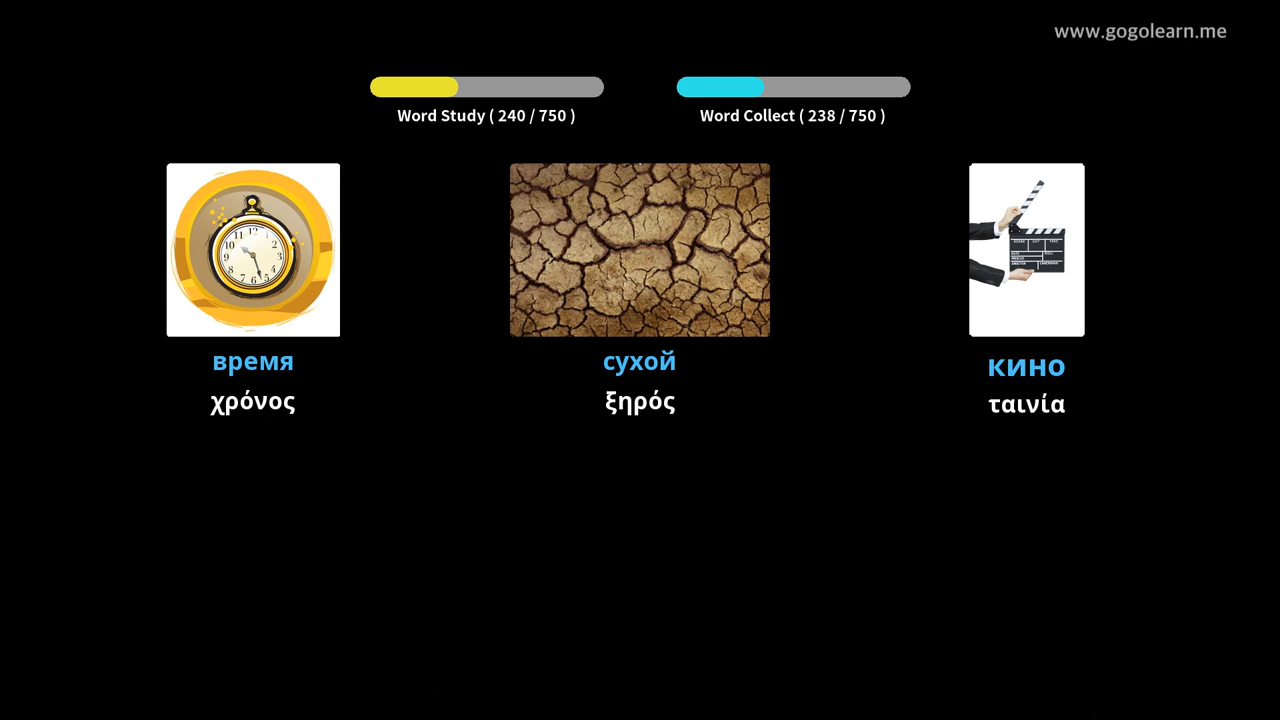 www.gogolearn.me
Word Study ( 240 / 750 )
Word Collect ( 238 / 750 )
время
сухой
кино
χρόνος
ξηρός
ταινία